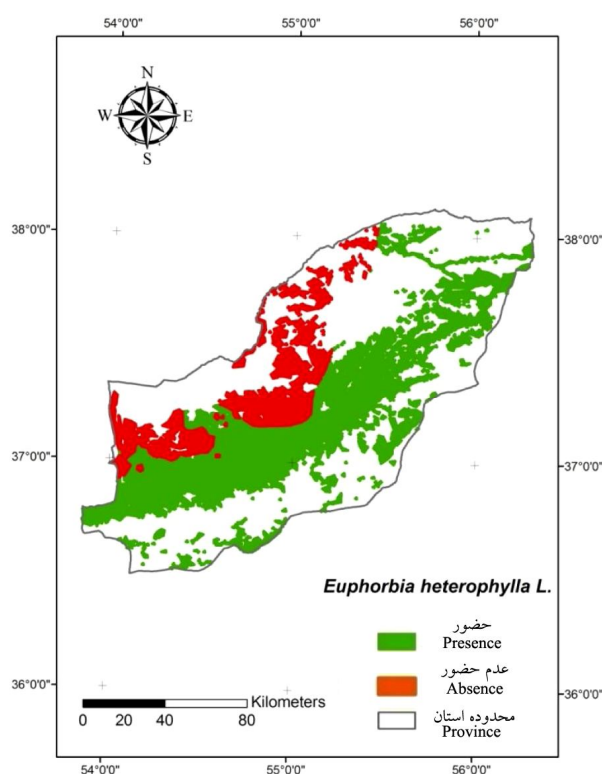 54°0'0" 55°0'0" 56°0'0"
N
W E
S
38°0'0" 38°0'0"
37°0'0" 37°0'0"
Euphorbia heterophylla L.
حضور
Presence
عدم حضور
Absence
محدوده استان
Province
36°0'0" 36°0'0"
Kilometers
0 20 40 80
54°0'0" 55°0'0" 56°0'0"